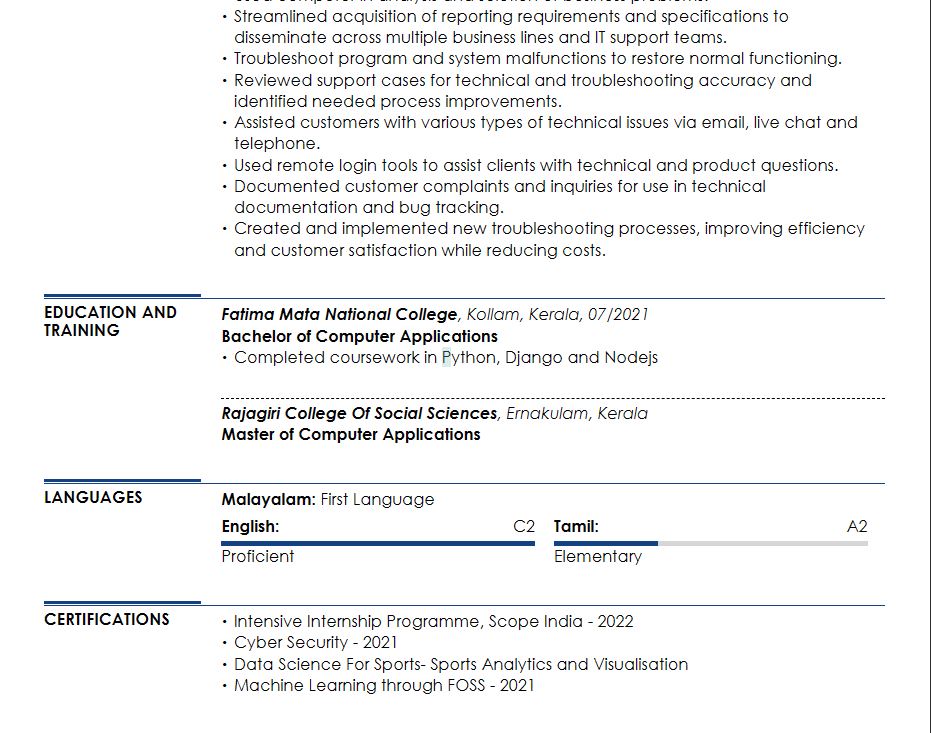 • Streamlined acquisition of reporting requirements and specifications to
disseminate across multiple business lines and IT support teams.
• Troubleshoot program and system malfunctions to restore normal functioning.
• Reviewed support cases for technical and troubleshooting accuracy and
identified needed process improvements.
• Assisted customers with various types of technical issues via email, live chat and
telephone.
• Used remote login tools to assist clients with technical and product questions.
• Documented customer complaints and inquiries for use in technical
documentation and bug tracking.
• Created and implemented new troubleshooting processes, improving efficiency
and customer satisfaction while reducing costs.
EDUCATION AND
TRAINING
Fatima Mata National College, Kollam, Kerala, 07/2021
Bachelor of Computer Applications
• Completed coursework in Python, Django and Nodejs
Rajagiri College Of Social Sciences, Ernakulam, Kerala
Master of Computer Applications
LANGUAGES
Malayalam: First Language
English: C2 Tamil: A2
Proficient Elementary
CERTIFICATIONS
• Intensive Internship Programme, Scope India - 2022
• Cyber Security - 2021
• Data Science For Sports- Sports Analytics and Visualisation
• Machine Learning through FOSS - 2021